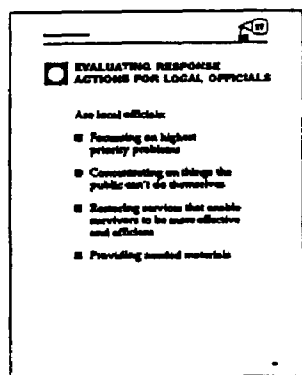 EVALUATING RESPONSE
ACTIONS FOR LOCAL OFFICIALS
Are local officials:
Focusing on highest
priority problems
Concentrating on things the
public can't do themselves
Restoring services that enable
survivors to be more effective
and efficient
Providing needed materials